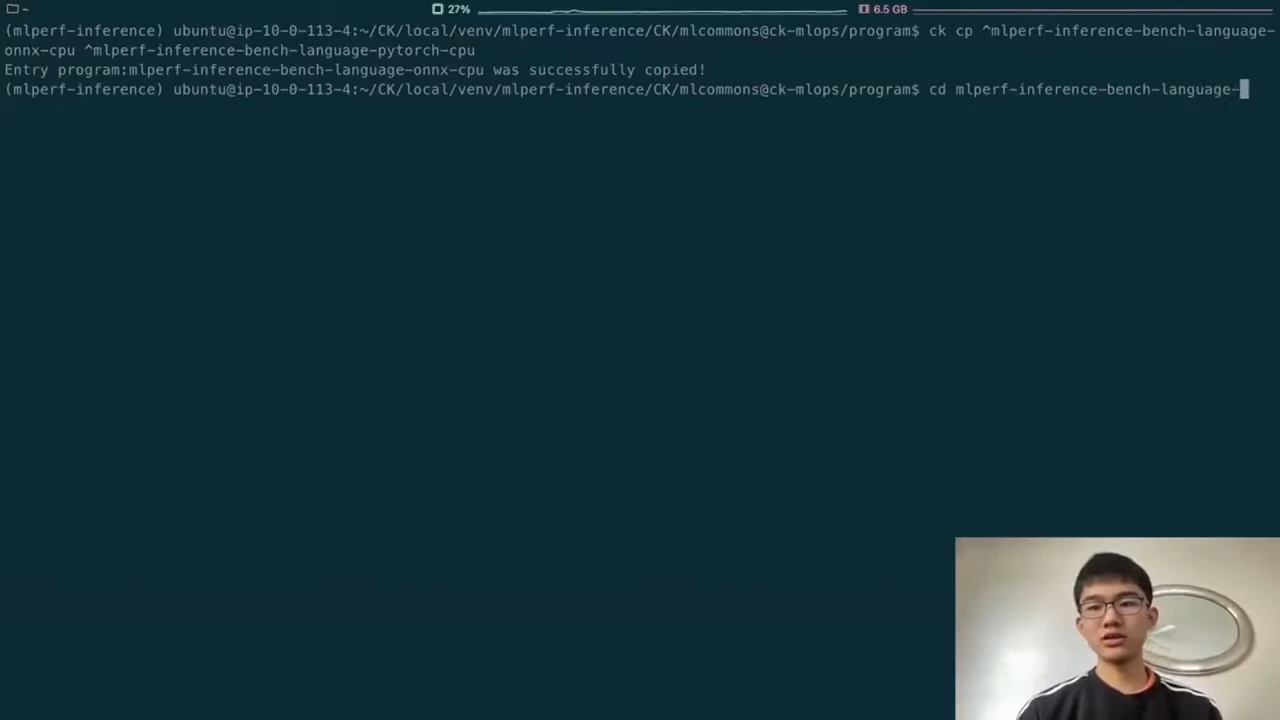 ~ 27% 6.5 GB
(mlperf-inference) ubuntu@ip-10-0-113-4:~/CK/local/venv/mlperf-inference/CK/mlcommons@ck-mlops/program$ ck cp ^mlperf-inference-bench-language-
onnx-cpu ^mlperf-inference-bench-language-pytorch-cpu
Entry program:mlperf-inference-bench-language-onnx-cpu was successfully copied!
(mlperf-inference) ubuntu@ip-10-0-113-4:~/CK/local/venv/mlperf-inference/CK/mlcommons@ck-mlops/program$ cd mlperf-inference-bench-language-